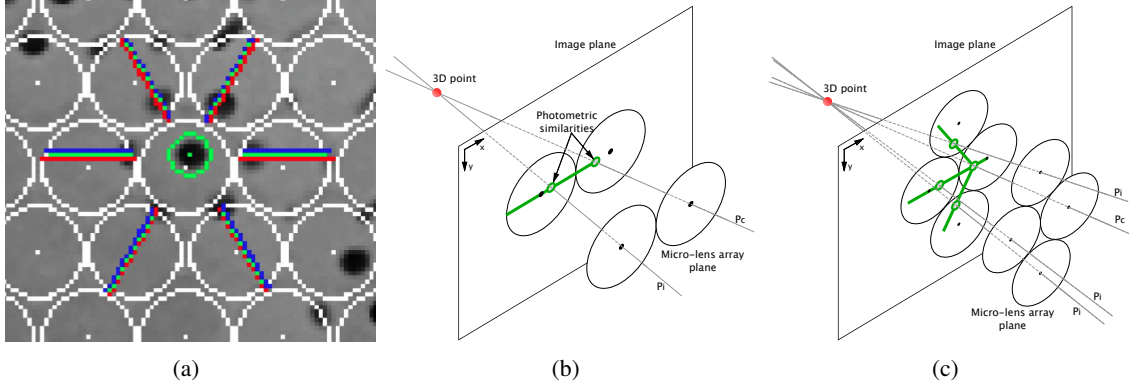 Image plane
3D point
Photometric
similarities
x
y
Pc
Micro-lens array
plane
Pi
Image plane
3D point
x
y
Pi
Pc
Micro-lens array
plane
Pi
Pi
(a)
(b)
(c)